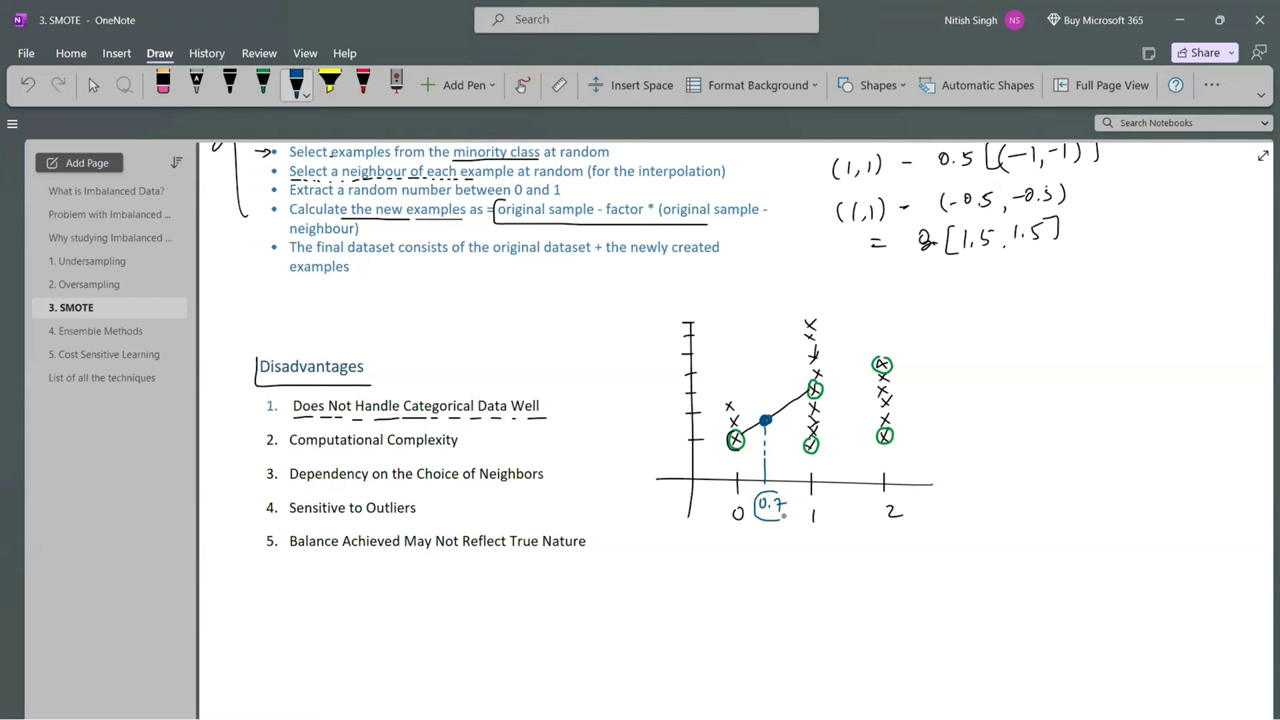 3. SMOTE - OneNote
Search
Nitish Singh NS
Buy Microsoft 365
File Home Insert Draw History Review View Help
Share
Add Pen
Insert Space
Format Background
Shapes
Automatic Shapes
Full Page View
Search Notebooks
Add Page
What is Imbalanced Data?
Problem with Imbalanced
Why studying Imbalanced
1. Undersampling
2. Oversampling
3. SMOTE
4. Ensemble Methods
5. Cost Sensitive Learning
List of all the techniques
• Select examples from the minority class at random
• Select a neighbour of each example at random (for the interpolation)
• Extract a random number between 0 and 1
• Calculate the new examples as = original sample - factor * (original sample -
neighbour)
• The final dataset consists of the original dataset + the newly created
examples
(1,1) - 0.5 [(-1,-1)]
(1,1) - (-0.5, -0.5)
= [1.5, 1.5]
Disadvantages
1. Does Not Handle Categorical Data Well
2. Computational Complexity
3. Dependency on the Choice of Neighbors
4. Sensitive to Outliers
5. Balance Achieved May Not Reflect True Nature
0 0.7 1 2